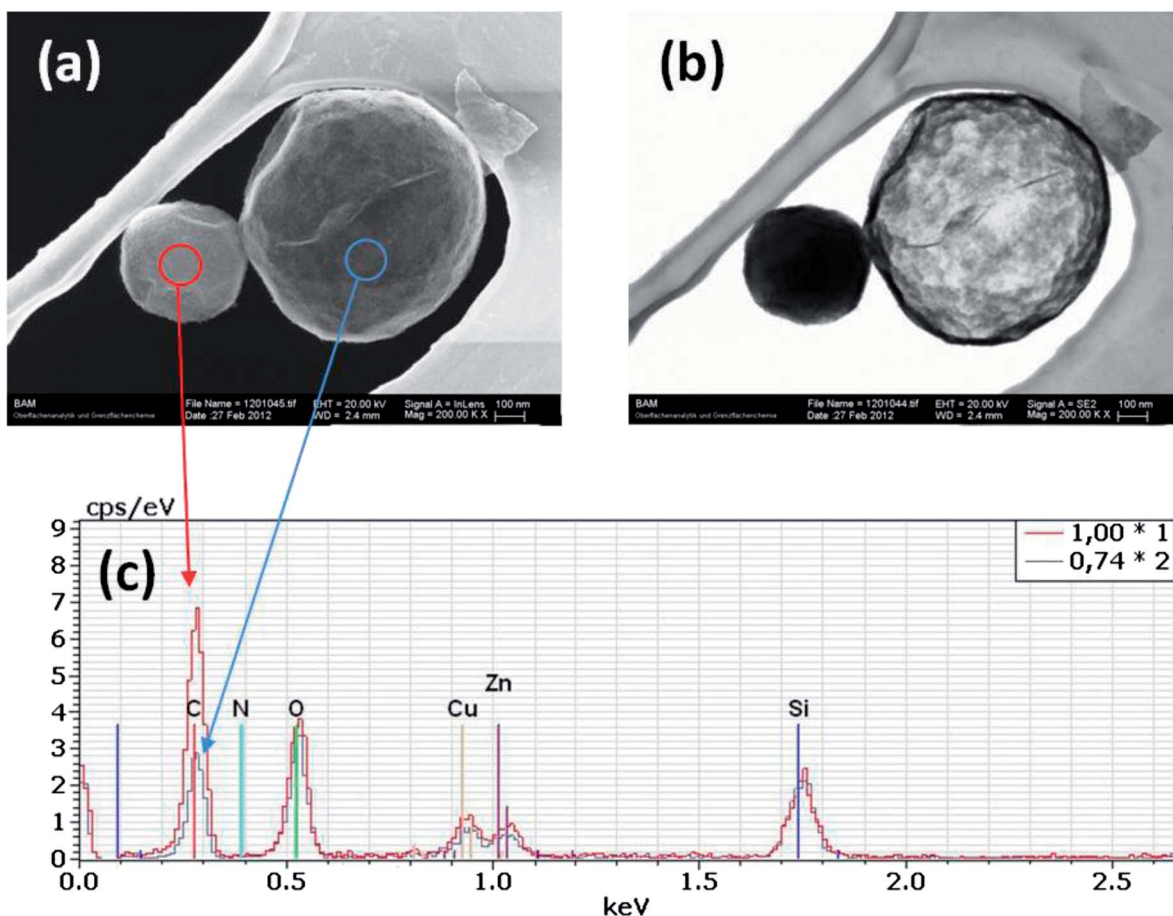 (a)
BAM
Oberflächenanalytik und Grenzflächenchemie
File Name = 1201045.tif
Date :27 Feb 2012
EHT = 20.00 kV
WD = 2.4 mm
Signal A = InLens
Mag = 200.00 K X
100 nm
(b)
BAM
Oberflächenanalytik und Grenzflächenchemie
File Name = 1201044.tif
Date :27 Feb 2012
EHT = 20.00 kV
WD = 2.4 mm
Signal A = SE2
Mag = 200.00 K X
100 nm
cps/eV
(c)
1,00 * 1
0,74 * 2
9
8
7
6
5
4
3
2
1
0
C
N
O
Cu
Zn
Si
0.0
0.5
1.0
1.5
2.0
2.5
keV